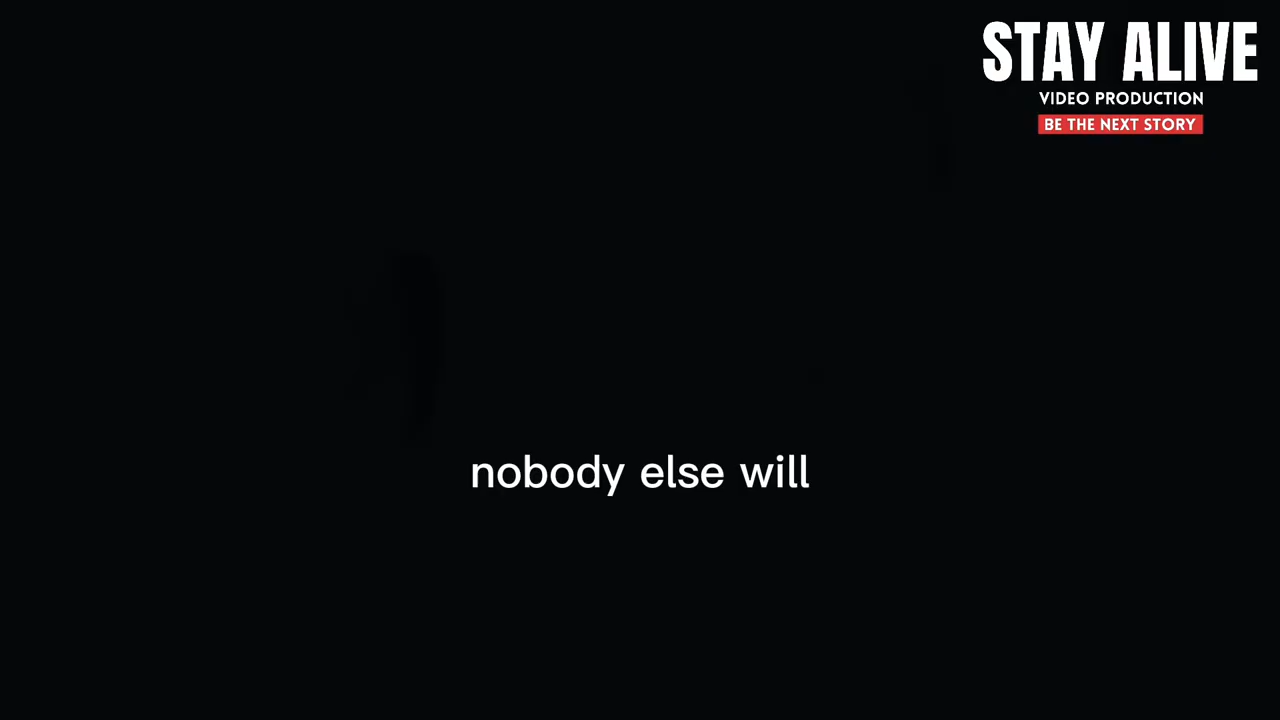 STAY ALIVE
VIDEO PRODUCTION
BE THE NEXT STORY
nobody else will